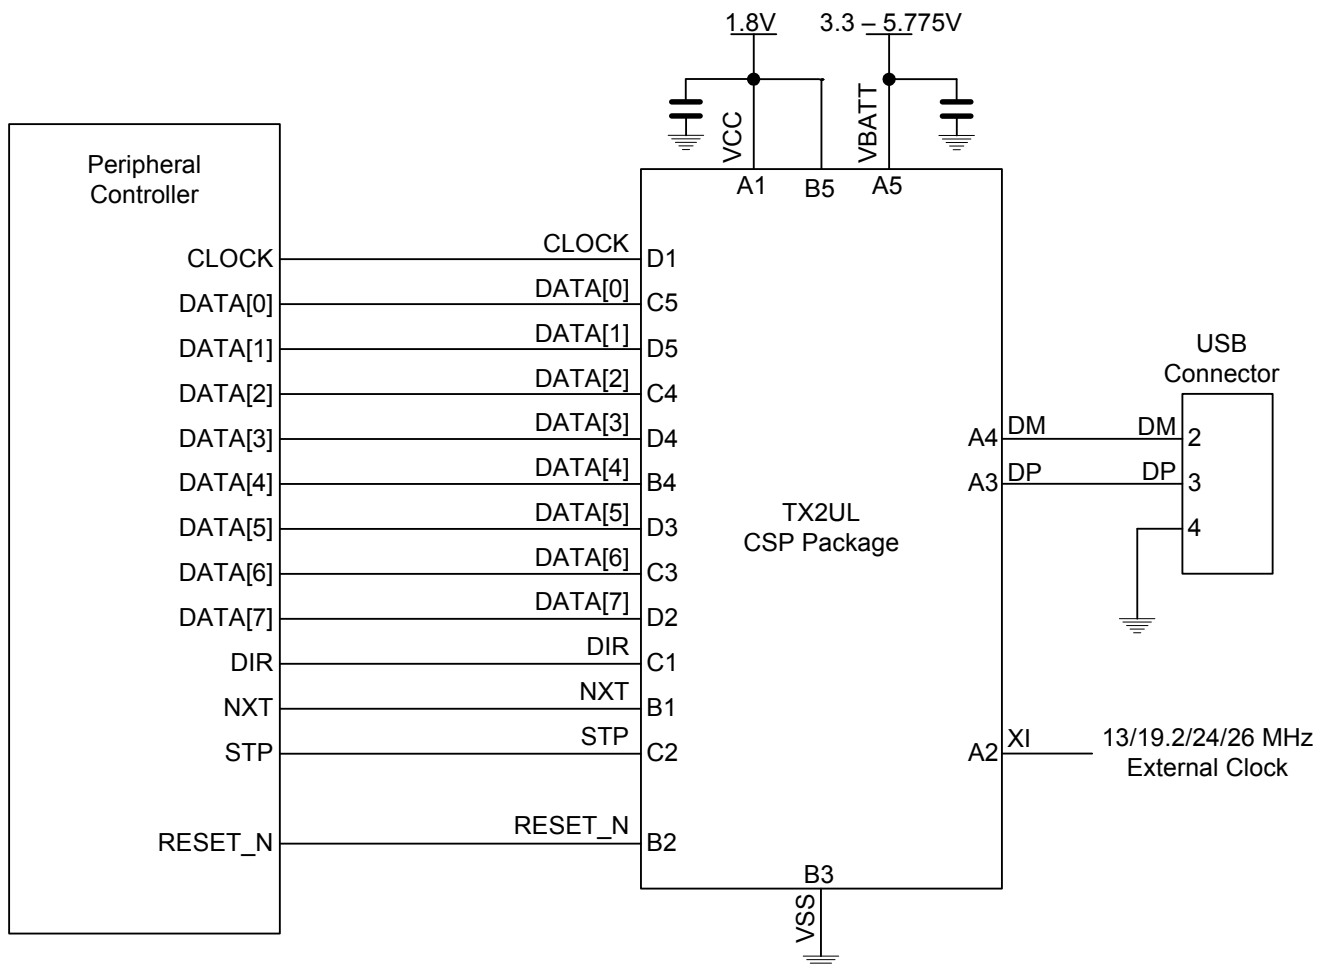 1.8V
3.3 – 5.775V
VCC
VBATT
A1
B5
A5
Peripheral
Controller
CLOCK
CLOCK
D1
DATA[0]
DATA[0]
C5
DATA[1]
DATA[1]
D5
DATA[2]
DATA[2]
C4
DATA[3]
DATA[3]
D4
DATA[4]
DATA[4]
B4
DATA[5]
DATA[5]
D3
DATA[6]
DATA[6]
C3
DATA[7]
DATA[7]
D2
DIR
DIR
C1
NXT
NXT
B1
STP
STP
C2
RESET_N
RESET_N
B2
TX2UL
CSP Package
USB
Connector
A4
DM
DM
2
A3
DP
DP
3
4
A2
XI
13/19.2/24/26 MHz
External Clock
B3
VSS